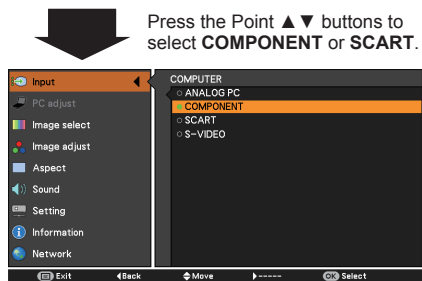 Press the Point ▲▼ buttons to
select COMPONENT or SCART.
Input
PC adjust
Image select
Image adjust
Aspect
Sound
Setting
Information
Network
COMPUTER
ANALOG PC
COMPONENT
SCART
S-VIDEO
Exit ◀Back ◆Move ▶----- OK Select